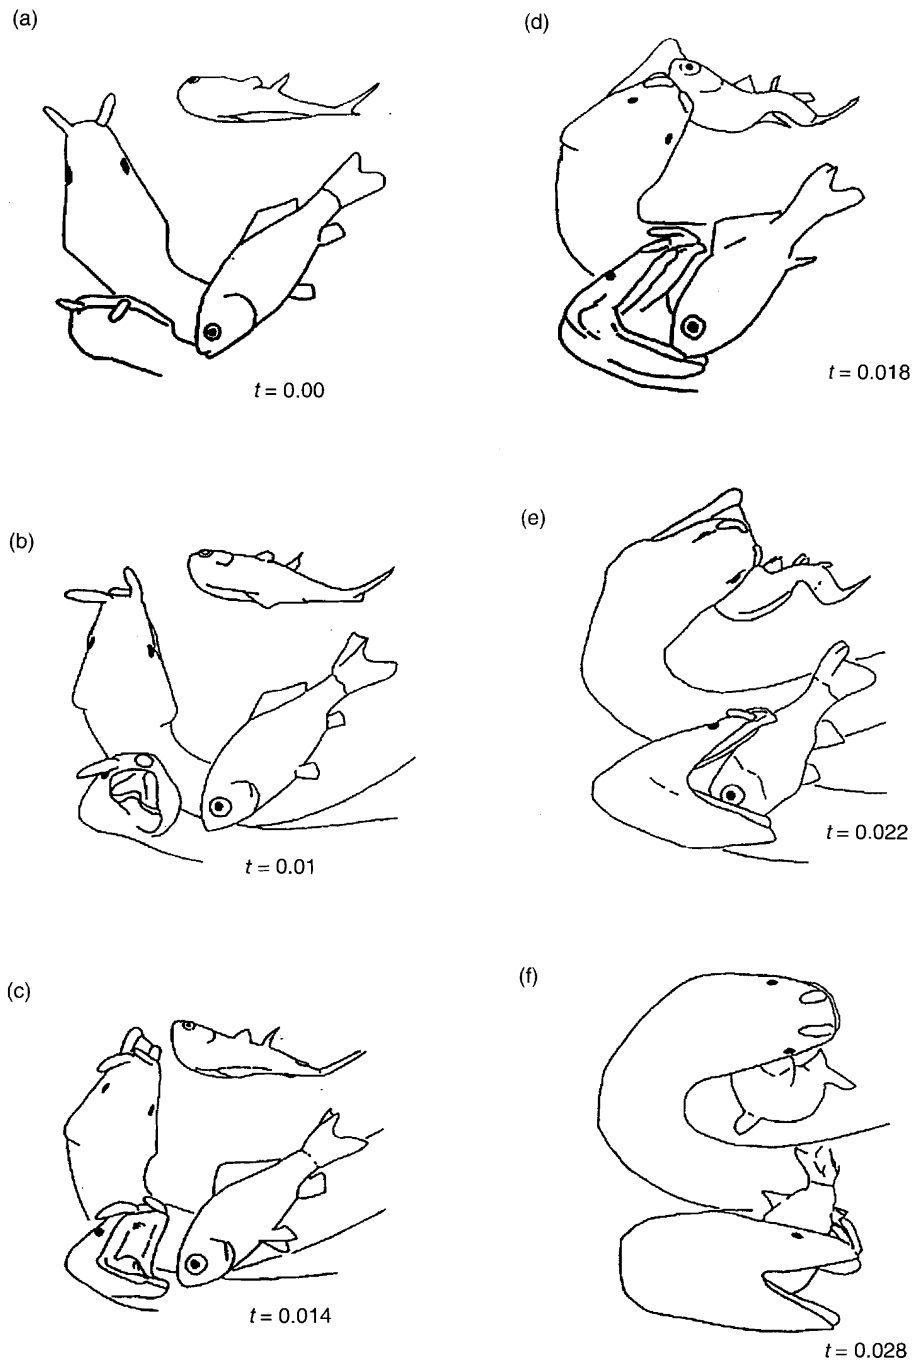 (a)
t = 0.00
(b)
t = 0.01
(c)
t = 0.014
(d)
t = 0.018
(e)
t = 0.022
(f)
t = 0.028